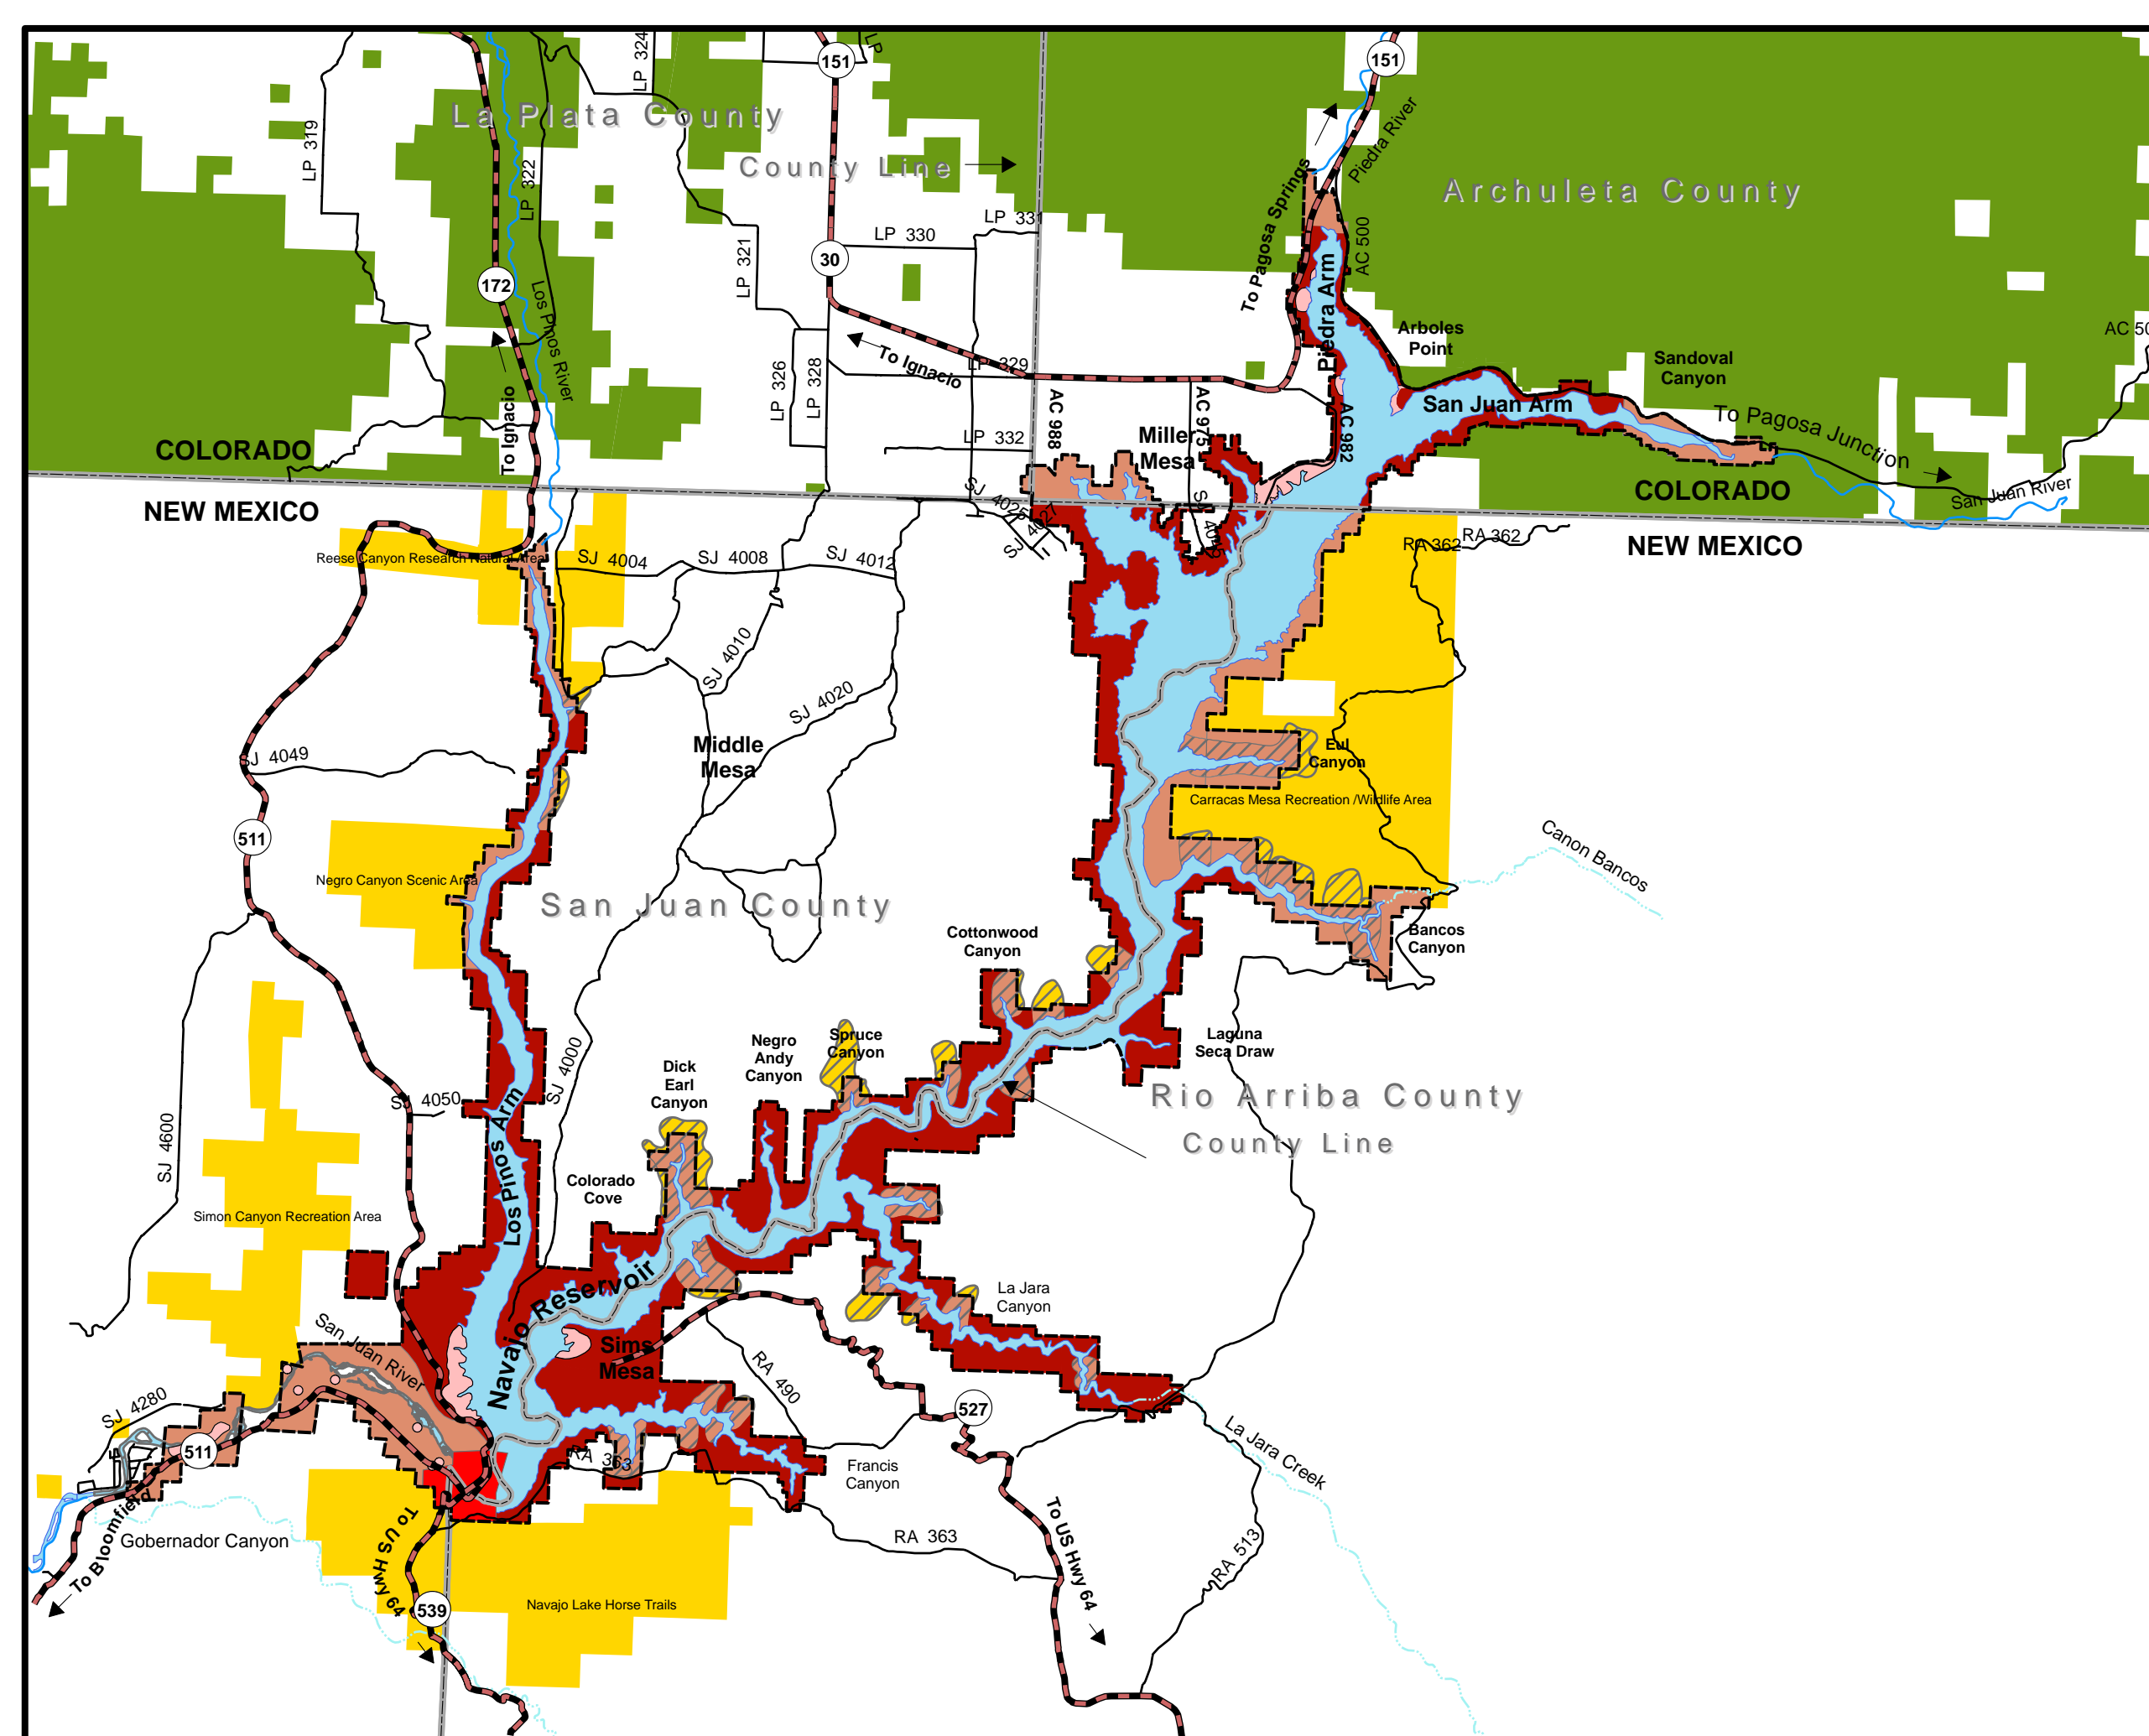 LP 324
LP
151
151
La Plata County
County Line
Archuleta County
Piedra River
To Pagosa Springs
LP 319
LP 322
LP 321
LP 331
LP 330
30
172
AC 500
Los Pinos River
Piedra Arm
Arboles
Point
Sandoval
Canyon
AC 50
To Ignacio
LP 329
LP 326
LP 328
To Ignacio
AC 988
AC 975
AC 982
San Juan Arm
To Pagosa Junction
Miller
Mesa
LP 332
COLORADO
NEW MEXICO
COLORADO
NEW MEXICO
San Juan River
SJ 4025
SJ 4027
SJ
RA 362
RA 362
Reese Canyon Research Natural Area
SJ 4004
SJ 4008
SJ 4012
SJ 4010
SJ 4020
SJ 4049
Middle
Mesa
Eul
Canyon
Carracas Mesa Recreation /Wildlife Area
511
Canon Bancos
Negro Canyon Scenic Area
San Juan County
Cottonwood
Canyon
Bancos
Canyon
Laguna
Seca Draw
Negro
Andy
Canyon
Spruce
Canyon
Dick
Earl
Canyon
SJ 4000
SJ 4050
SJ 4600
Rio Arriba County
County Line
Los Pinos Arm
Colorado
Cove
Simon Canyon Recreation Area
Navajo Reservoir
La Jara
Canyon
San Juan River
Sims
Mesa
RA 490
SJ 4280
527
511
La Jara Creek
RA 363
Francis
Canyon
To Bloomfield
Gobernador Canyon
To US Hwy 64
RA 363
To US Hwy 64
RA 513
539
Navajo Lake Horse Trails